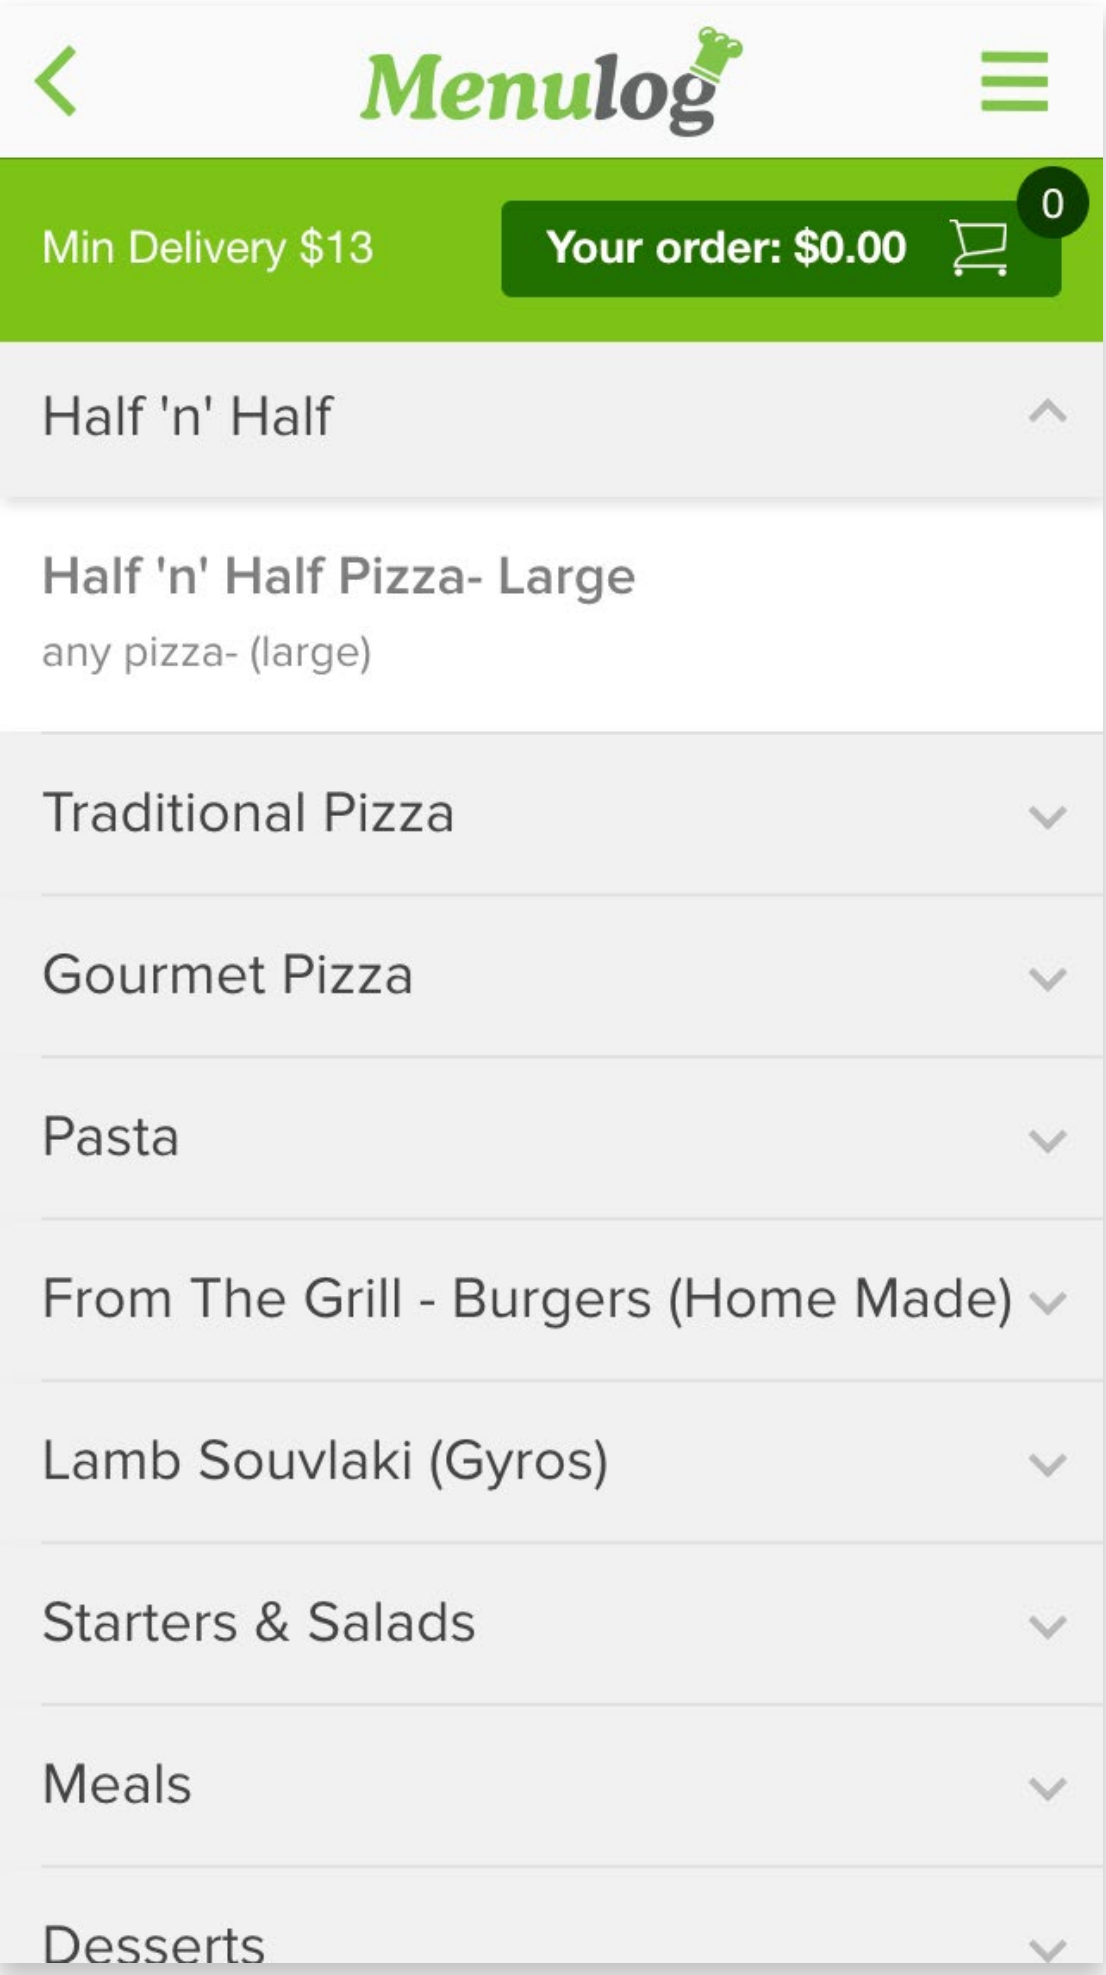 Menulog
Min Delivery $13
Your order: $0.00
0
Half 'n' Half
Half 'n' Half Pizza- Large
any pizza- (large)
Traditional Pizza
Gourmet Pizza
Pasta
From The Grill - Burgers (Home Made)
Lamb Souvlaki (Gyros)
Starters & Salads
Meals
Desserts